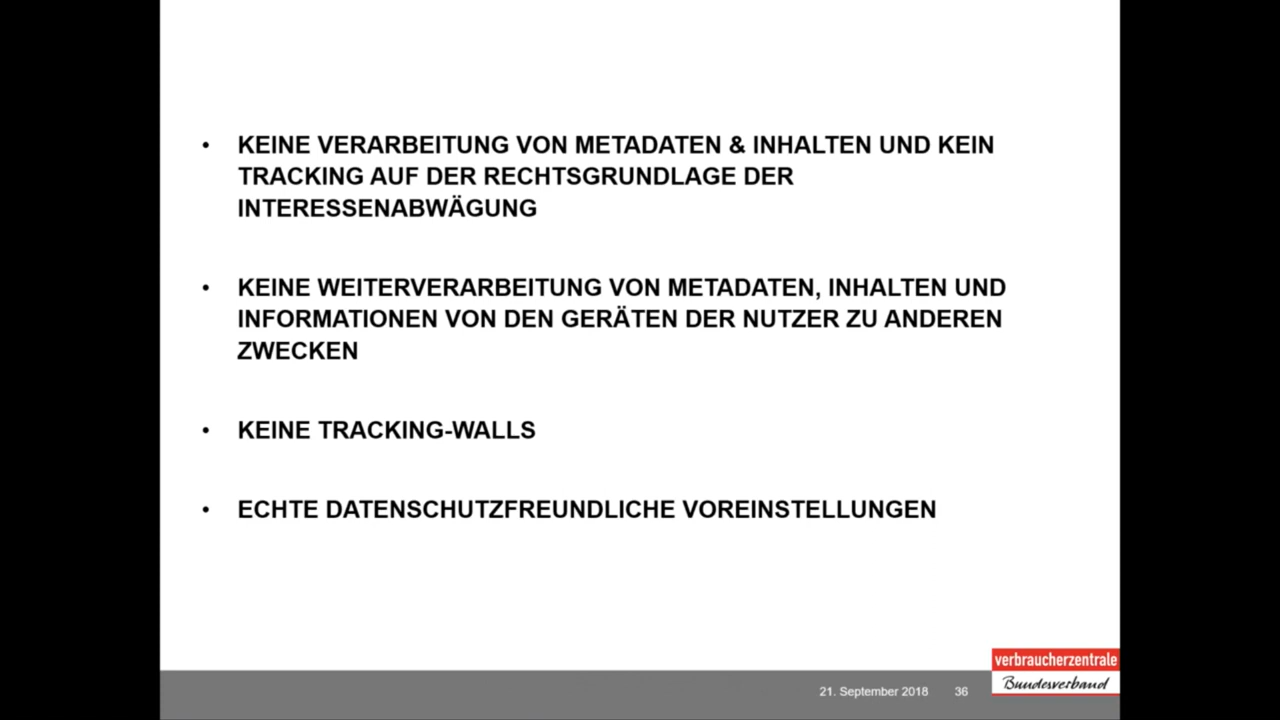 • KEINE VERARBEITUNG VON METADATEN & INHALTEN UND KEIN
TRACKING AUF DER RECHTSGRUNDLAGE DER
INTERESSENABWÄGUNG
• KEINE WEITERVERARBEITUNG VON METADATEN, INHALTEN UND
INFORMATIONEN VON DEN GERÄTEN DER NUTZER ZU ANDEREN
ZWECKEN
• KEINE TRACKING-WALLS
• ECHTE DATENSCHUTZFREUNDLICHE VOREINSTELLUNGEN
verbraucherzentrale
Bundesverband
21. September 2018 36